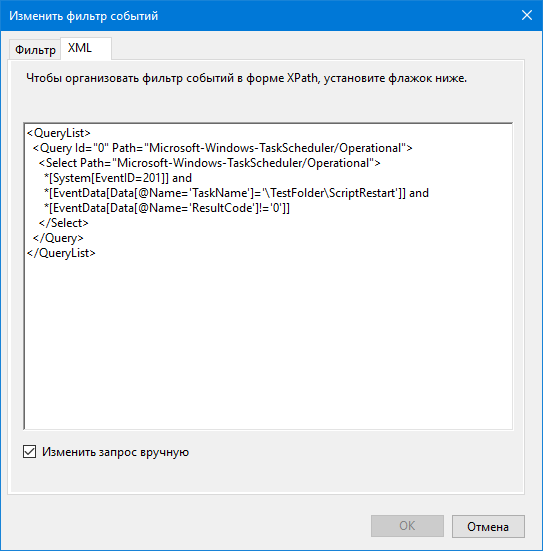 Изменить фильтр событий
Фильтр XML
Чтобы организовать фильтр событий в форме XPath, установите флажок ниже.
<QueryList>
  <Query Id="0" Path="Microsoft-Windows-TaskScheduler/Operational">
    <Select Path="Microsoft-Windows-TaskScheduler/Operational">
      *[System[EventID=201]] and
      *[EventData[Data[@Name='TaskName']='\TestFolder\ScriptRestart']] and
      *[EventData[Data[@Name='ResultCode']!='0']]
    </Select>
  </Query>
</QueryList>
Изменить запрос вручную
ОК Отмена